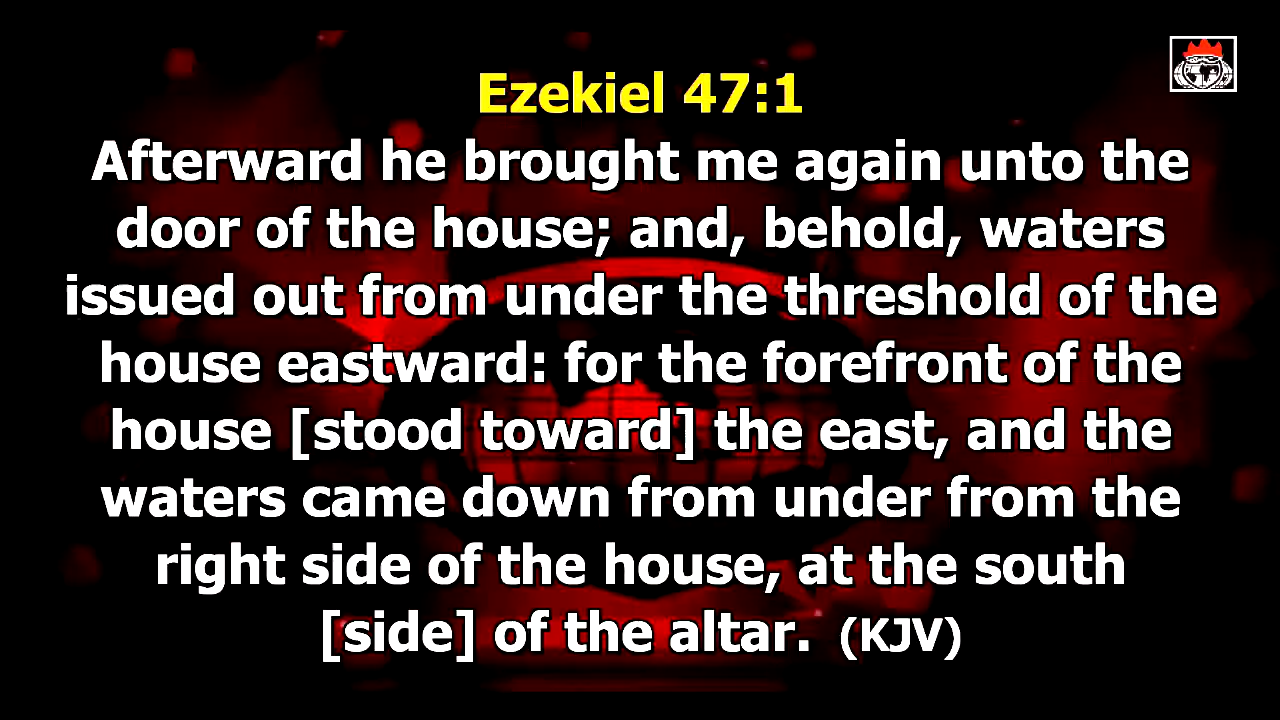 Ezekiel 47:1
Afterward he brought me again unto the
door of the house; and, behold, waters
issued out from under the threshold of the
house eastward: for the forefront of the
house [stood toward] the east, and the
waters came down from under from the
right side of the house, at the south
[side] of the altar. (KJV)